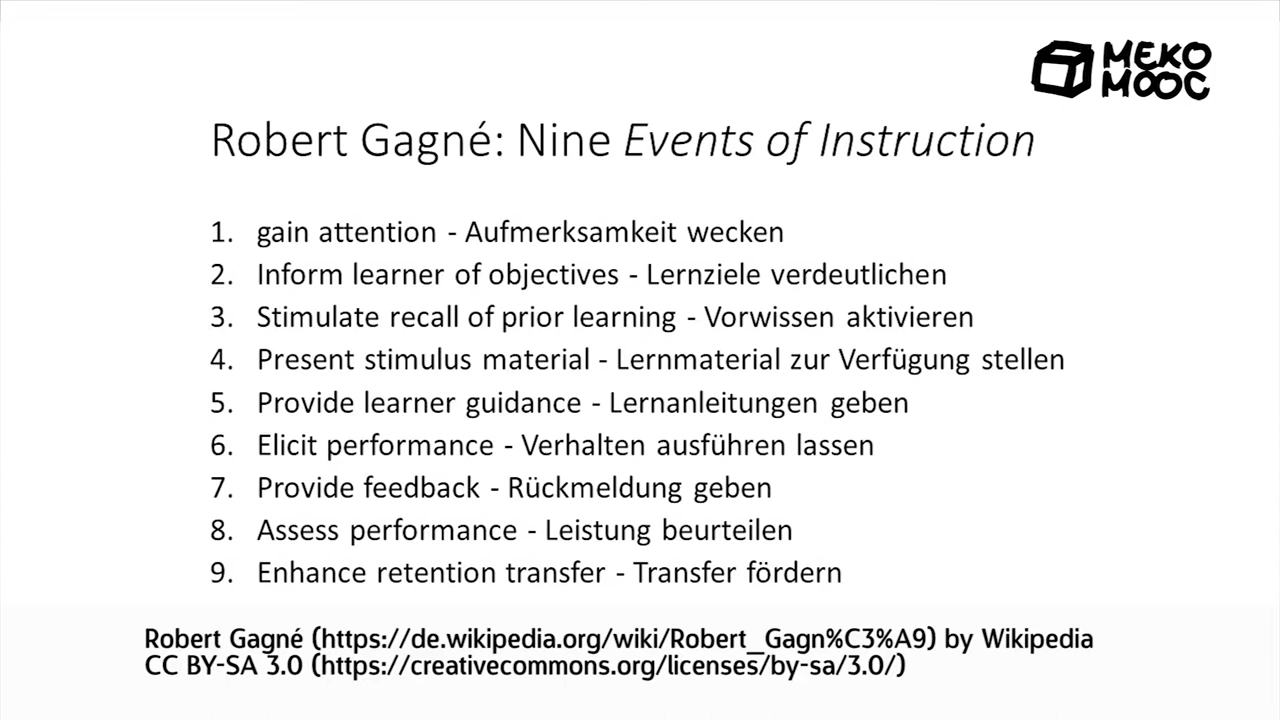 MEKO
MOOC
Robert Gagné: Nine Events of Instruction
1. gain attention - Aufmerksamkeit wecken
2. Inform learner of objectives - Lernziele verdeutlichen
3. Stimulate recall of prior learning - Vorwissen aktivieren
4. Present stimulus material - Lernmaterial zur Verfügung stellen
5. Provide learner guidance - Lernanleitungen geben
6. Elicit performance - Verhalten ausführen lassen
7. Provide feedback - Rückmeldung geben
8. Assess performance - Leistung beurteilen
9. Enhance retention transfer - Transfer fördern
Robert Gagné (https://de.wikipedia.org/wiki/Robert_Gagn%C3%A9) by Wikipedia
CC BY-SA 3.0 (https://creativecommons.org/licenses/by-sa/3.0/)